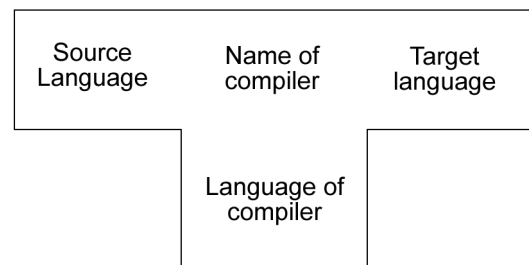 Source
Language
Name of
compiler
Target
language
Language of
compiler